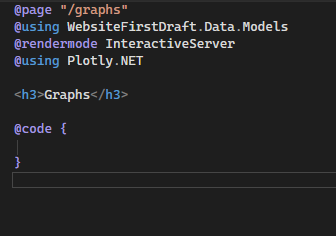 @page "/graphs"
@using WebsiteFirstDraft.Data.Models
@rendermode InteractiveServer
@using Plotly.NET
<h3>Graphs</h3>
@code {
}